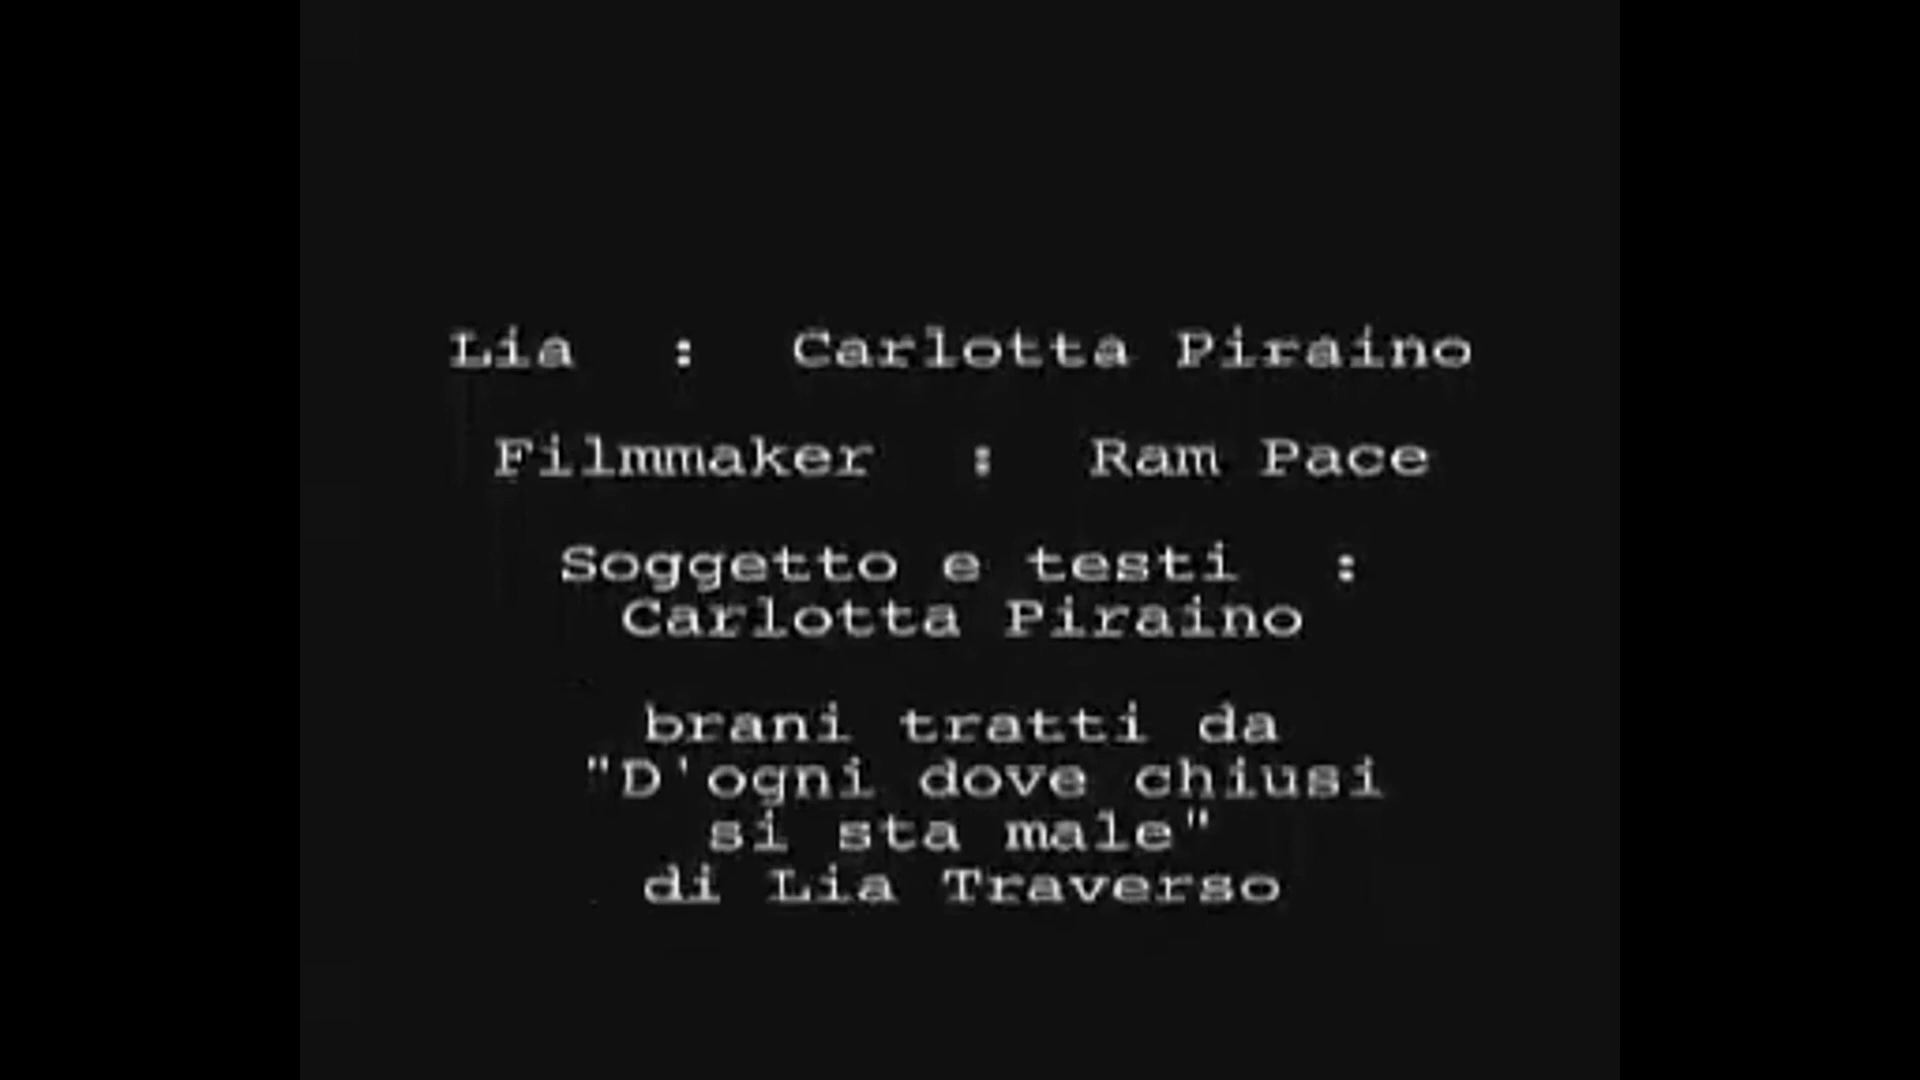 Lia : Carlotta Piraino
Filmmaker : Ram Pace
Soggetto e testi :
Carlotta Piraino
brani tratti da
"D'ogni dove chiusi
si sta male"
di Lia Traverso